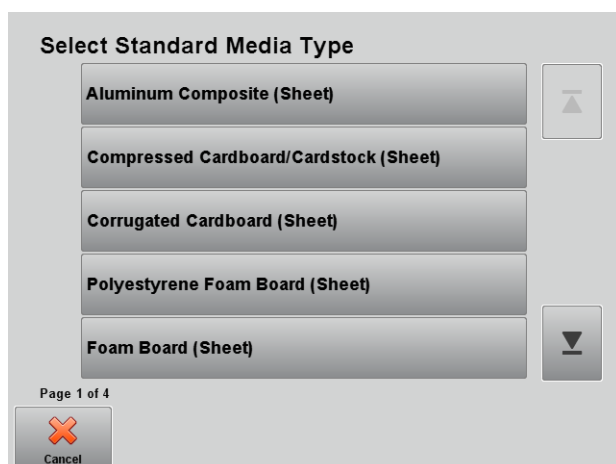 Select Standard Media Type
Aluminum Composite (Sheet)
Compressed Cardboard/Cardstock (Sheet)
Corrugated Cardboard (Sheet)
Polyestyrene Foam Board (Sheet)
Foam Board (Sheet)
Page 1 of 4
Cancel